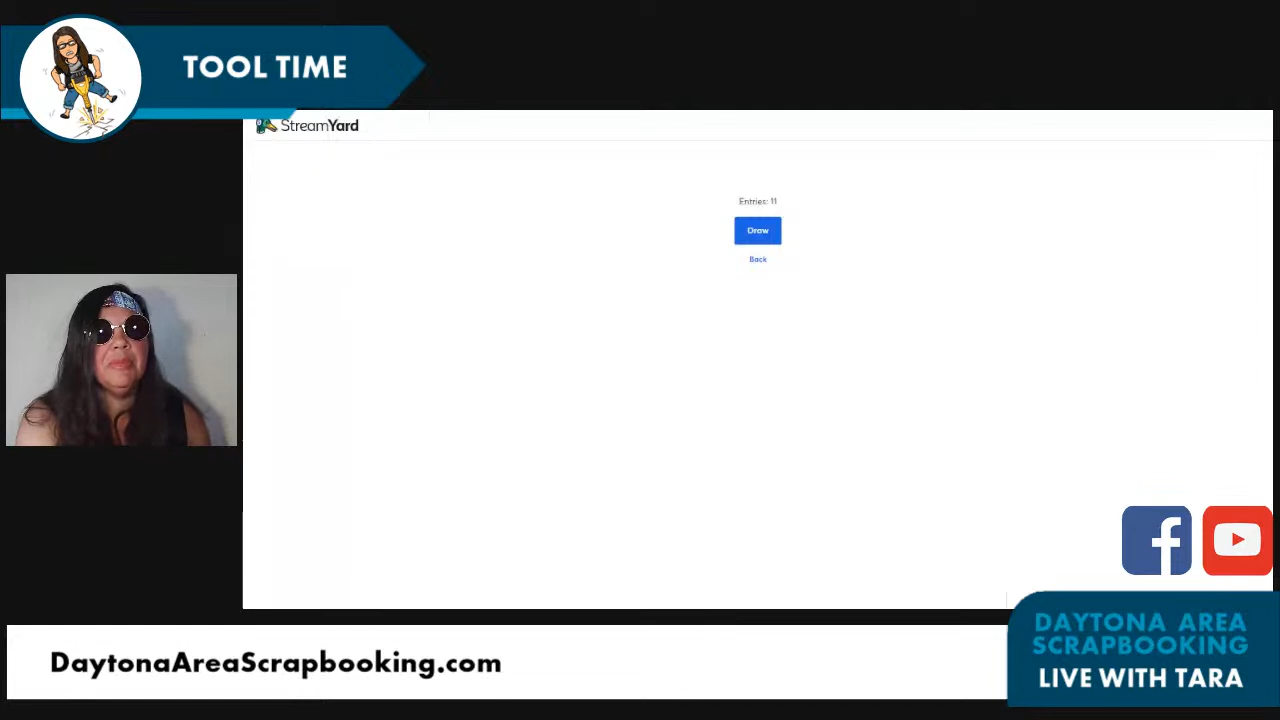 TOOL TIME
StreamYard
Entries: 11
Draw
Back
DaytonaAreaScrapbooking.com
DAYTONA AREA
SCRAPBOOKING
LIVE WITH TARA